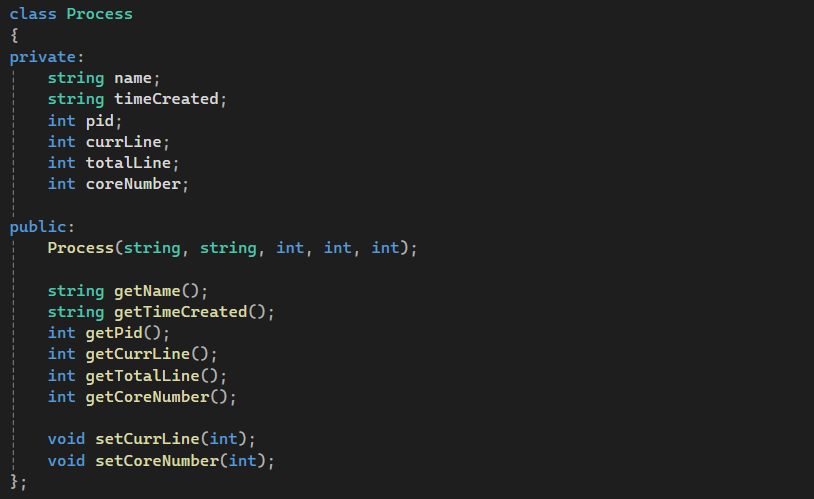 class Process
{
private:
    string name;
    string timeCreated;
    int pid;
    int currLine;
    int totalLine;
    int coreNumber;

public:
    Process(string, string, int, int, int);

    string getName();
    string getTimeCreated();
    int getPid();
    int getCurrLine();
    int getTotalLine();
    int getCoreNumber();

    void setCurrLine(int);
    void setCoreNumber(int);
};